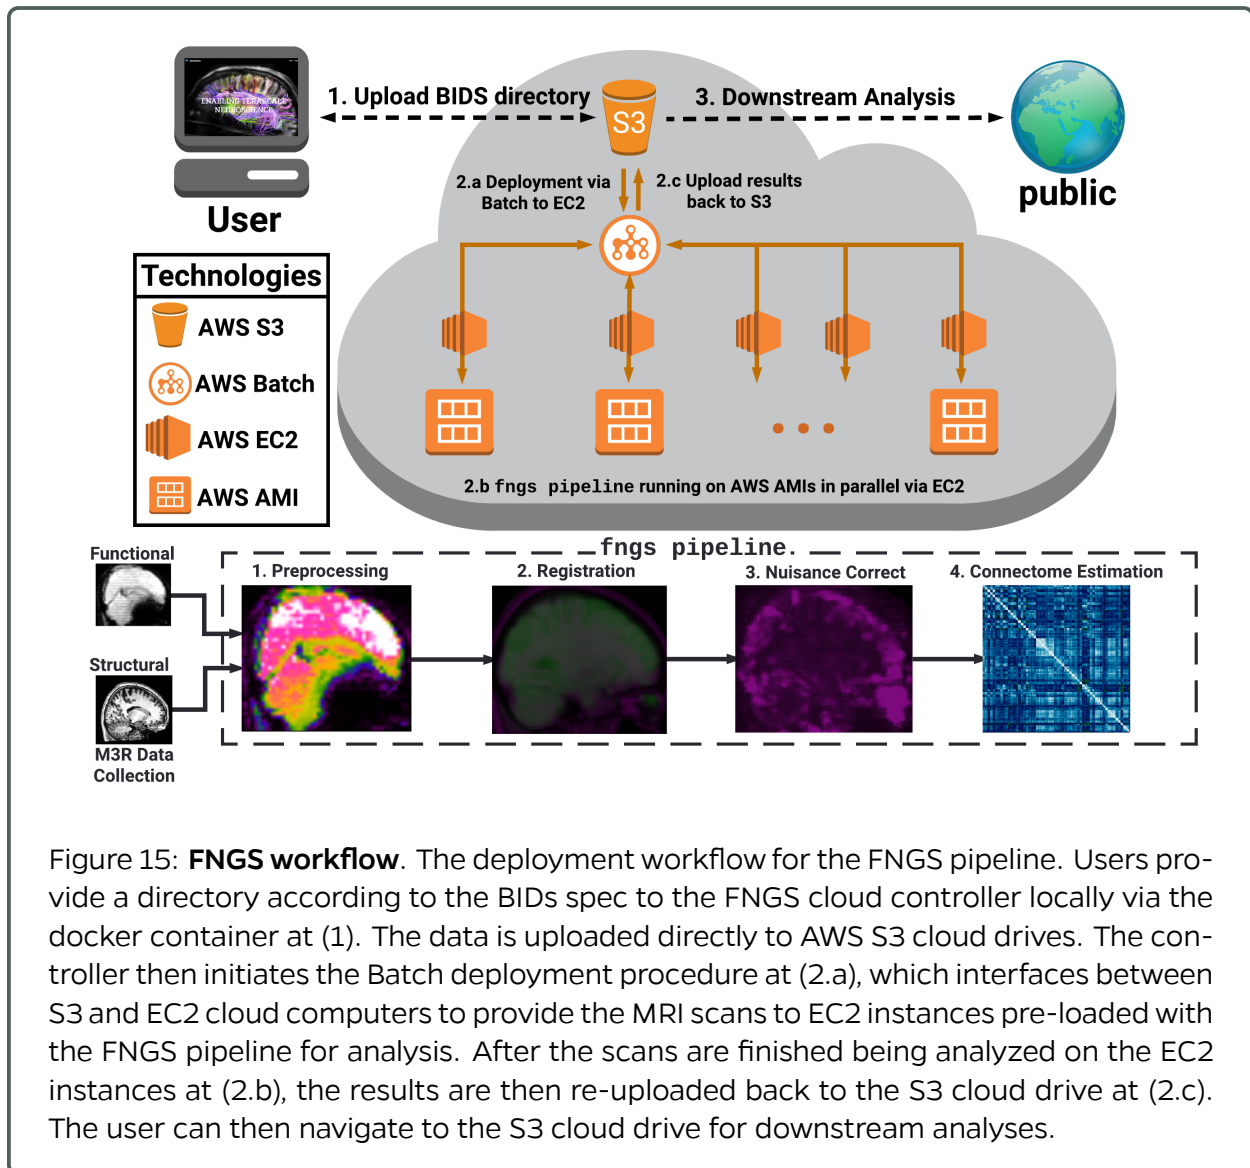 ENABLING TERASCALE
NEUROSCIENCE
User
1. Upload BIDS directory
S3
3. Downstream Analysis
public
2.a Deployment via
Batch to EC2
2.c Upload results
back to S3
Technologies
AWS S3
AWS Batch
AWS EC2
AWS AMI
2.b fngs pipeline running on AWS AMIs in parallel via EC2
fngs pipeline.
Functional
Structural
M3R Data
Collection
1. Preprocessing
2. Registration
3. Nuisance Correct
4. Connectome Estimation
Figure 15: FNGS workflow. The deployment workflow for the FNGS pipeline. Users pro-
vide a directory according to the BIDs spec to the FNGS cloud controller locally via the
docker container at (1). The data is uploaded directly to AWS S3 cloud drives. The con-
troller then initiates the Batch deployment procedure at (2.a), which interfaces between
S3 and EC2 cloud computers to provide the MRI scans to EC2 instances pre-loaded with
the FNGS pipeline for analysis. After the scans are finished being analyzed on the EC2
instances at (2.b), the results are then re-uploaded back to the S3 cloud drive at (2.c).
The user can then navigate to the S3 cloud drive for downstream analyses.